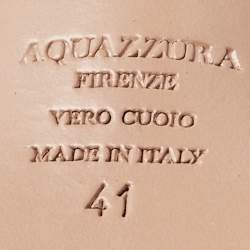 AQUAZZURA
FIRENZE
VERO CUOIO
MADE IN ITALY
41